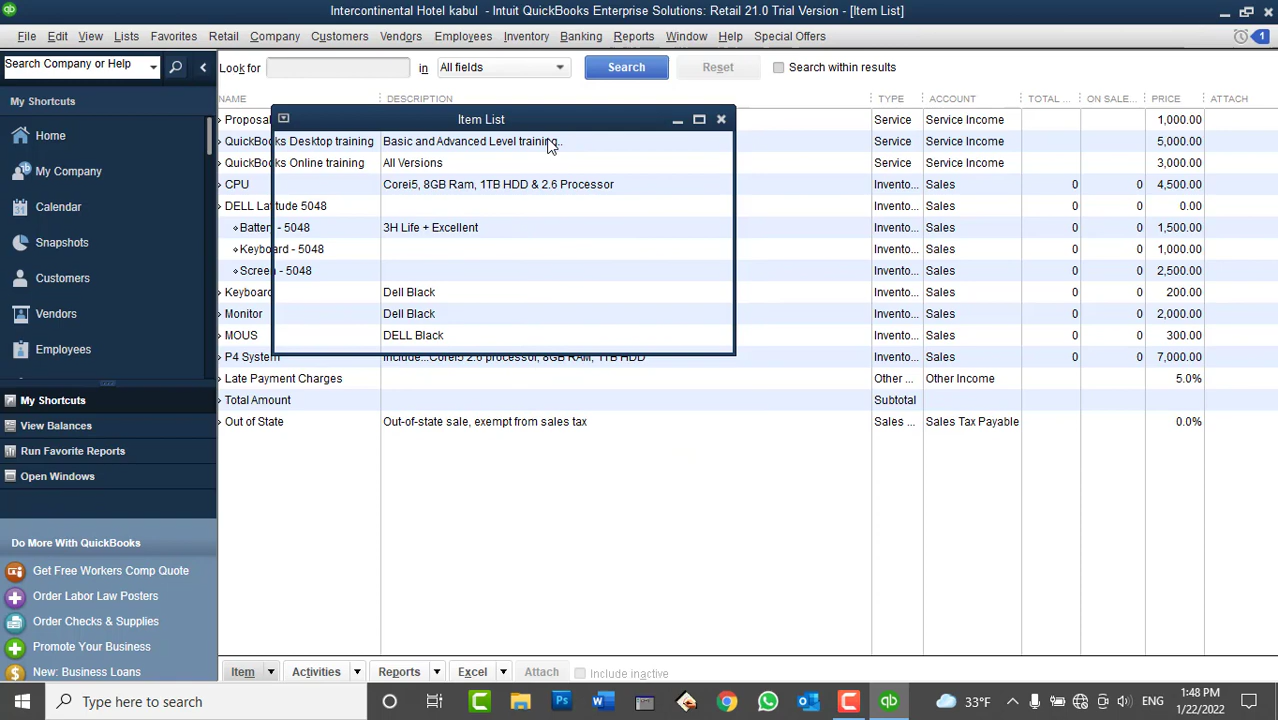 Intercontinental Hotel kabul - Intuit QuickBooks Enterprise Solutions: Retail 21.0 Trial Version - [Item List]
File Edit View Lists Favorites Retail Company Customers Vendors Employees Inventory Banking Reports Window Help Special Offers 1
Search Company or Help
Look for in All fields Search Reset Search within results
My Shortcuts
Home
My Company
Calendar
Snapshots
Customers
Vendors
Employees
My Shortcuts
View Balances
Run Favorite Reports
Open Windows
Do More With QuickBooks
Get Free Workers Comp Quote
Order Labor Law Posters
Order Checks & Supplies
Promote Your Business
New: Business Loans
NAME DESCRIPTION TYPE ACCOUNT TOTAL ... ON SALE... PRICE ATTACH
Item List
Proposa Service Service Income 1,000.00
QuickBooks Desktop training Basic and Advanced Level training.. Service Service Income 5,000.00
QuickBooks Online training All Versions Service Service Income 3,000.00
CPU Corei5, 8GB Ram, 1TB HDD & 2.6 Processor Invento... Sales 0 0 4,500.00
DELL Latitude 5048 Invento... Sales 0 0 0.00
Battery - 5048 3H Life + Excellent Invento... Sales 0 0 1,500.00
Keyboard - 5048 Invento... Sales 0 0 1,000.00
Screen - 5048 Invento... Sales 0 0 2,500.00
Keyboard Dell Black Invento... Sales 0 0 200.00
Monitor Dell Black Invento... Sales 0 0 2,000.00
MOUS DELL Black Invento... Sales 0 0 300.00
P4 System Include...Corei5 2.6 processor, 8GB RAM, 1TB HDD Invento... Sales 0 0 7,000.00
Late Payment Charges Other ... Other Income 5.0%
Total Amount Subtotal
Out of State Out-of-state sale, exempt from sales tax Sales ... Sales Tax Payable 0.0%
Item Activities Reports Excel Attach Include inactive
Type here to search
33°F ENG
1:48 PM
1/22/2022